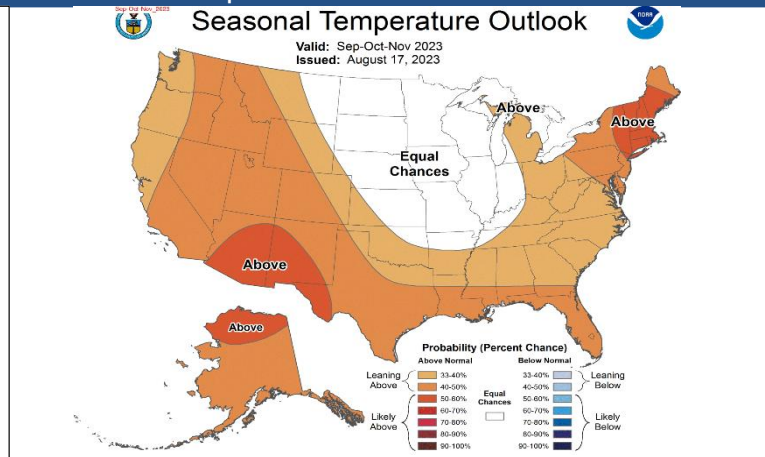 Sep Oct Nov 2023
Seasonal Temperature Outlook
NOAA
Valid: Sep-Oct-Nov 2023
Issued: August 17, 2023
Above
Above
Equal
Chances
Above
Above
Probability (Percent Chance)
Above Normal
Below Normal
Leaning
Above
33-40%
40-50%
Likely
Above
50-60%
60-70%
70-80%
80-90%
90-100%
Equal
Chances
33-40%
40-50%
Leaning
Below
50-60%
60-70%
70-80%
80-90%
90-100%
Likely
Below